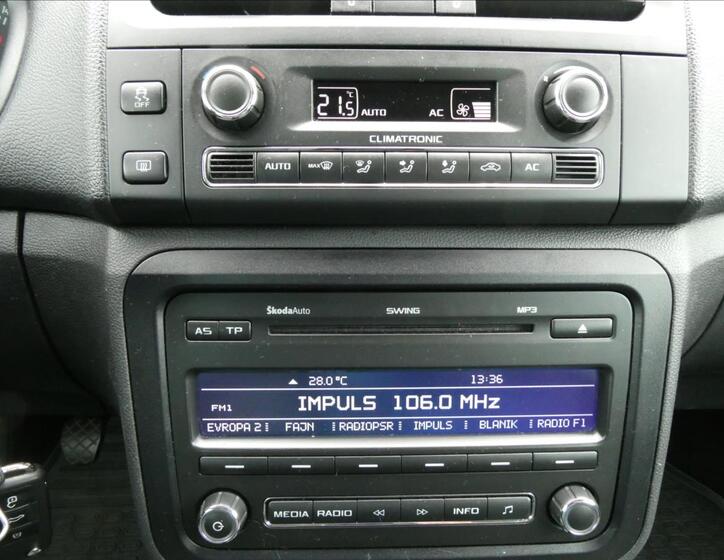 OFF
21.5 °C AUTO AC
CLIMATRONIC
AUTO MAX AC
ŠkodaAuto SWING MP3
AS TP
28.0 °C 13:36
FM1 IMPULS 106.0 MHz
EVROPA 2 FAJN RADIOPSR IMPULS BLANIK RADIO F1
MEDIA RADIO INFO